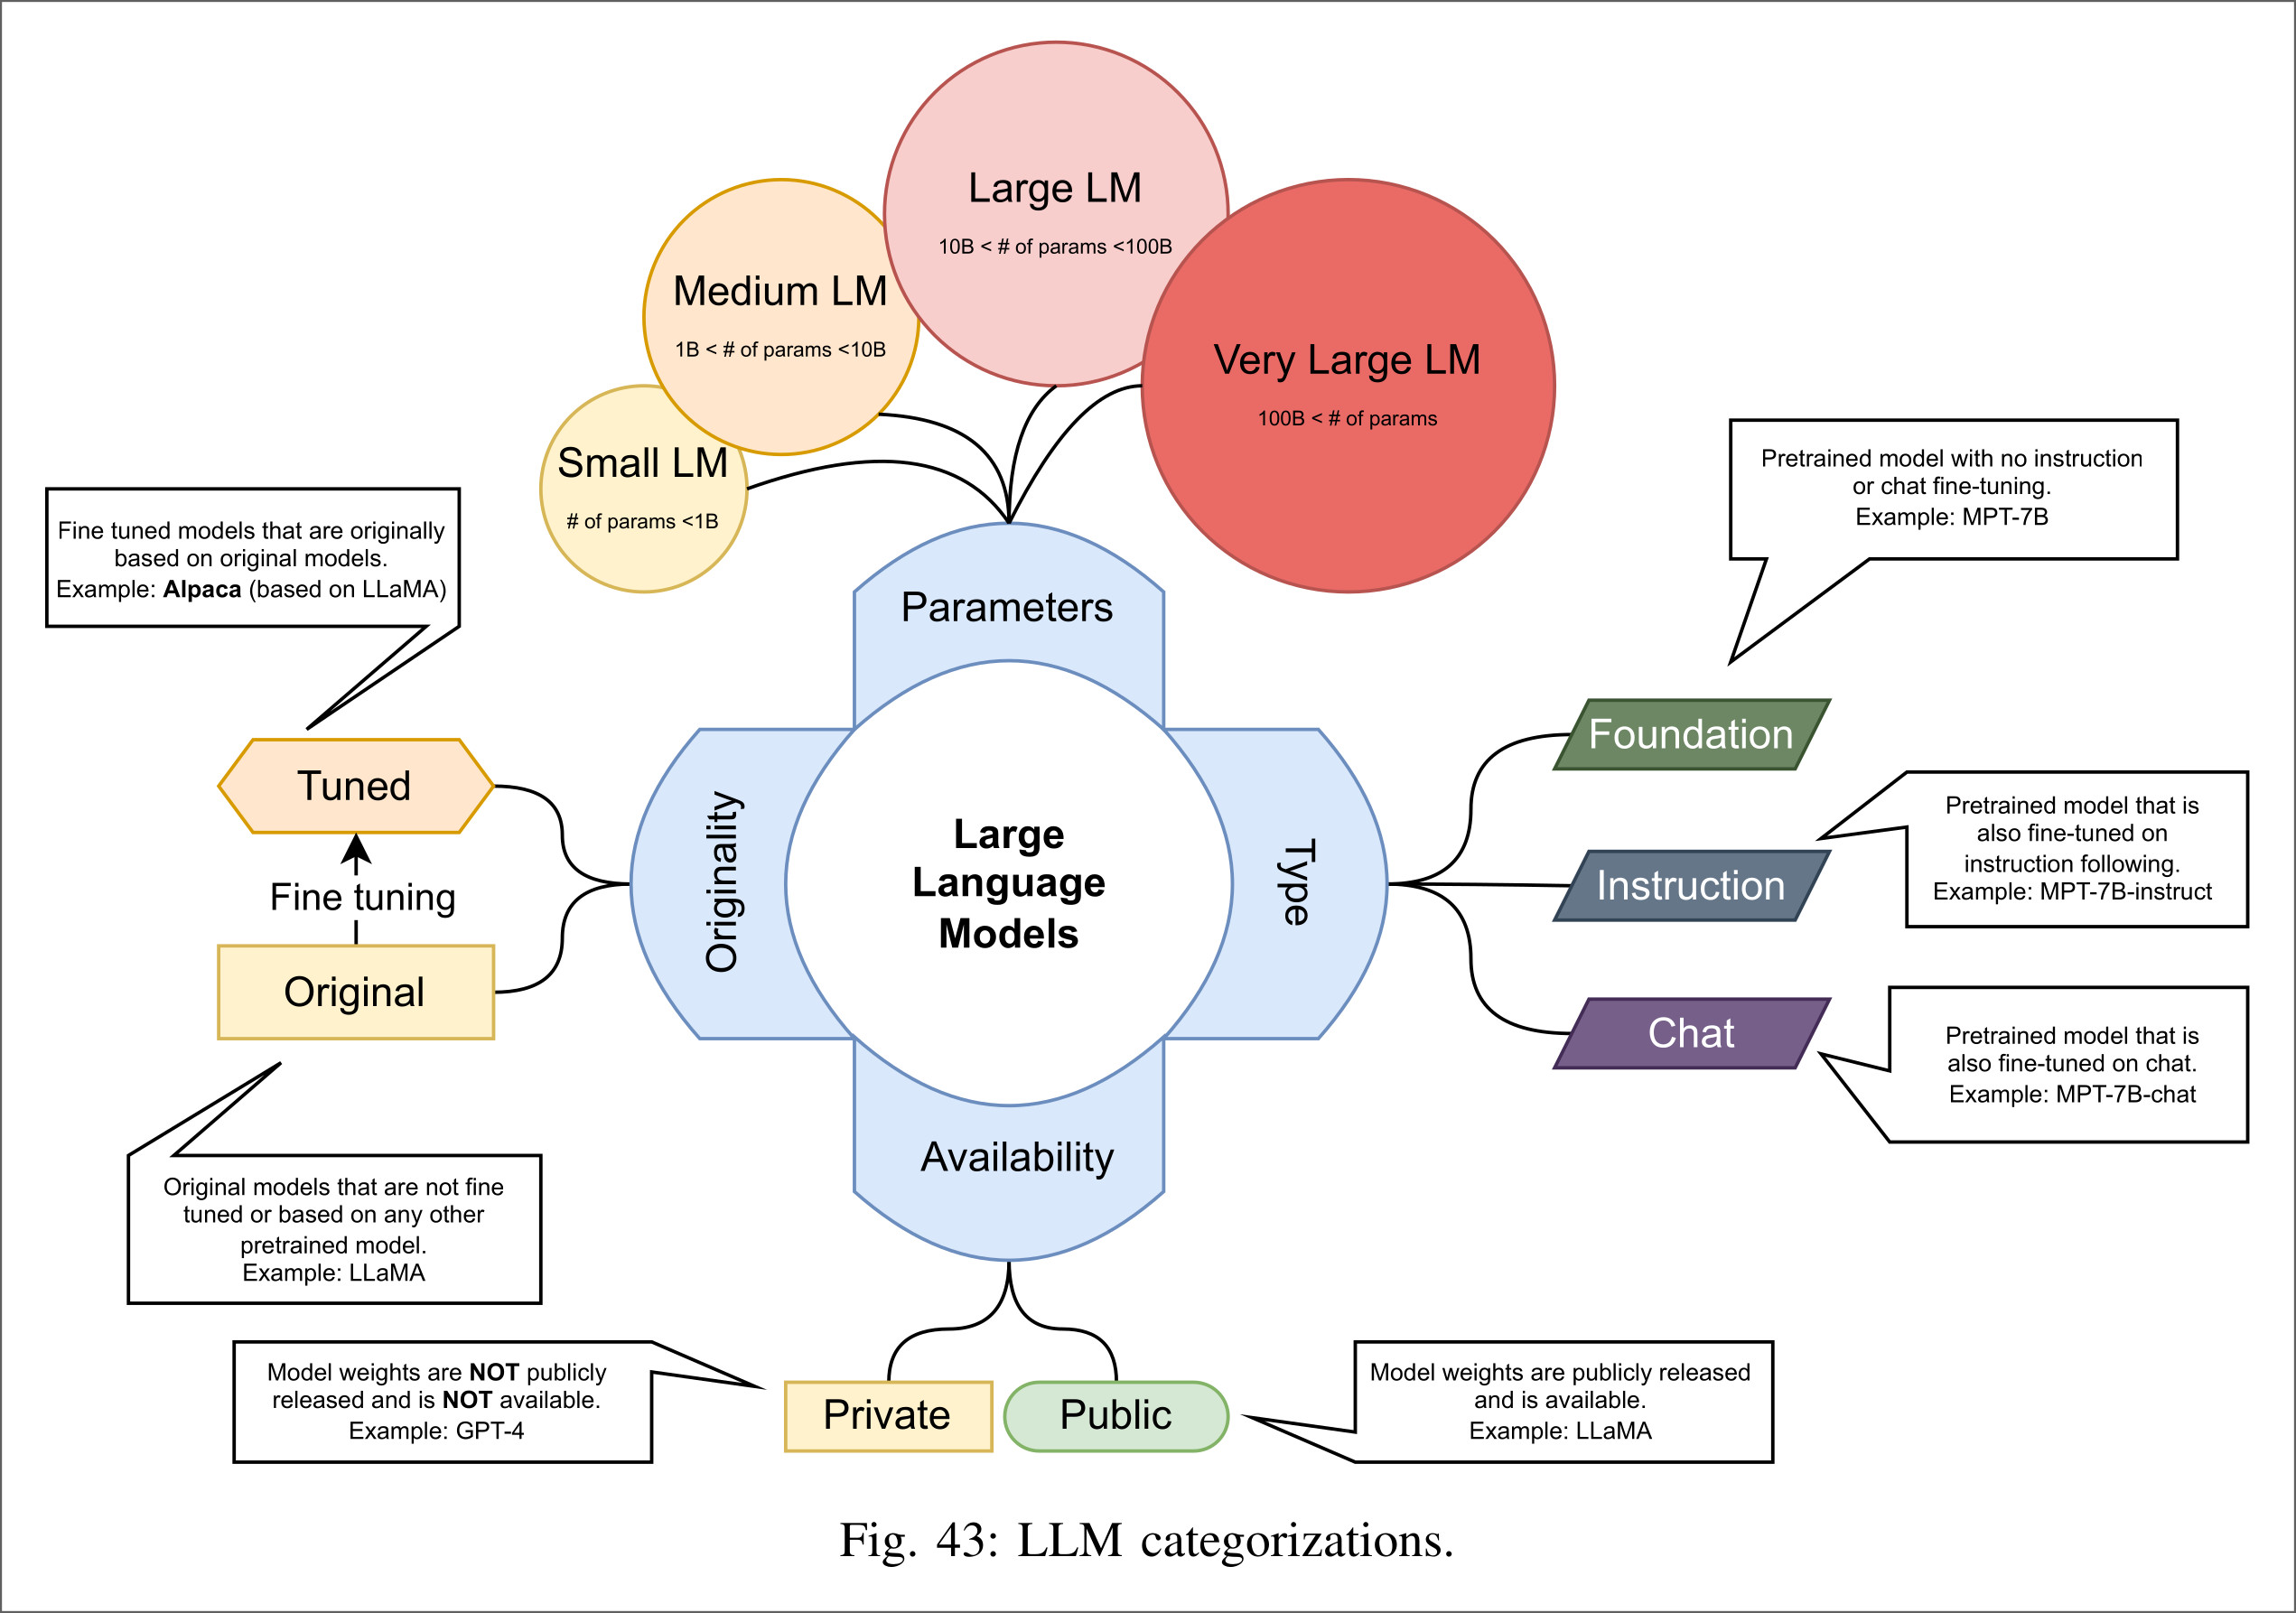 Large LM
10B < # of params <100B
Medium LM
1B < # of params <10B
Very Large LM
100B < # of params
Small LM
# of params <1B
Pretrained model with no instruction
or chat fine-tuning.
Example: MPT-7B
Fine tuned models that are originally
based on original models.
Example: Alpaca (based on LLaMA)
Parameters
Tuned
Fine tuning
Original
Originality
Large
Language
Models
Type
Foundation
Instruction
Chat
Pretrained model that is
also fine-tuned on
instruction following.
Example: MPT-7B-instruct
Pretrained model that is
also fine-tuned on chat.
Example: MPT-7B-chat
Availability
Original models that are not fine
tuned or based on any other
pretrained model.
Example: LLaMA
Model weights are NOT publicly
released and is NOT available.
Example: GPT-4
Private
Public
Model weights are publicly released
and is available.
Example: LLaMA
Fig. 43: LLM categorizations.